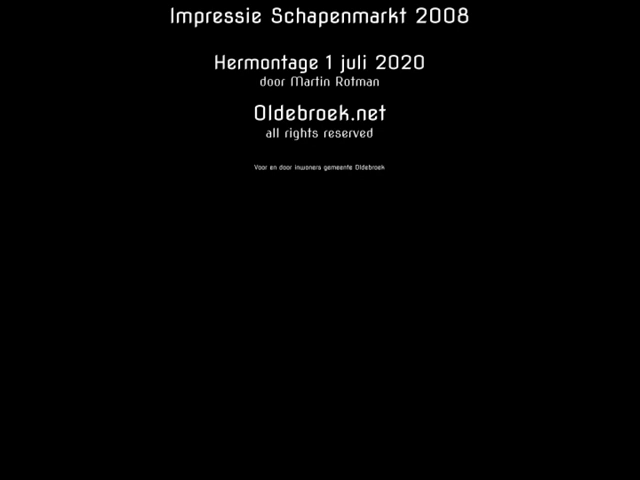 Impressie Schapenmarkt 2008
Hermontage 1 juli 2020
door Martin Rotman
Oldebroek.net
all rights reserved
Voor en door inwoners gemeente Oldebroek